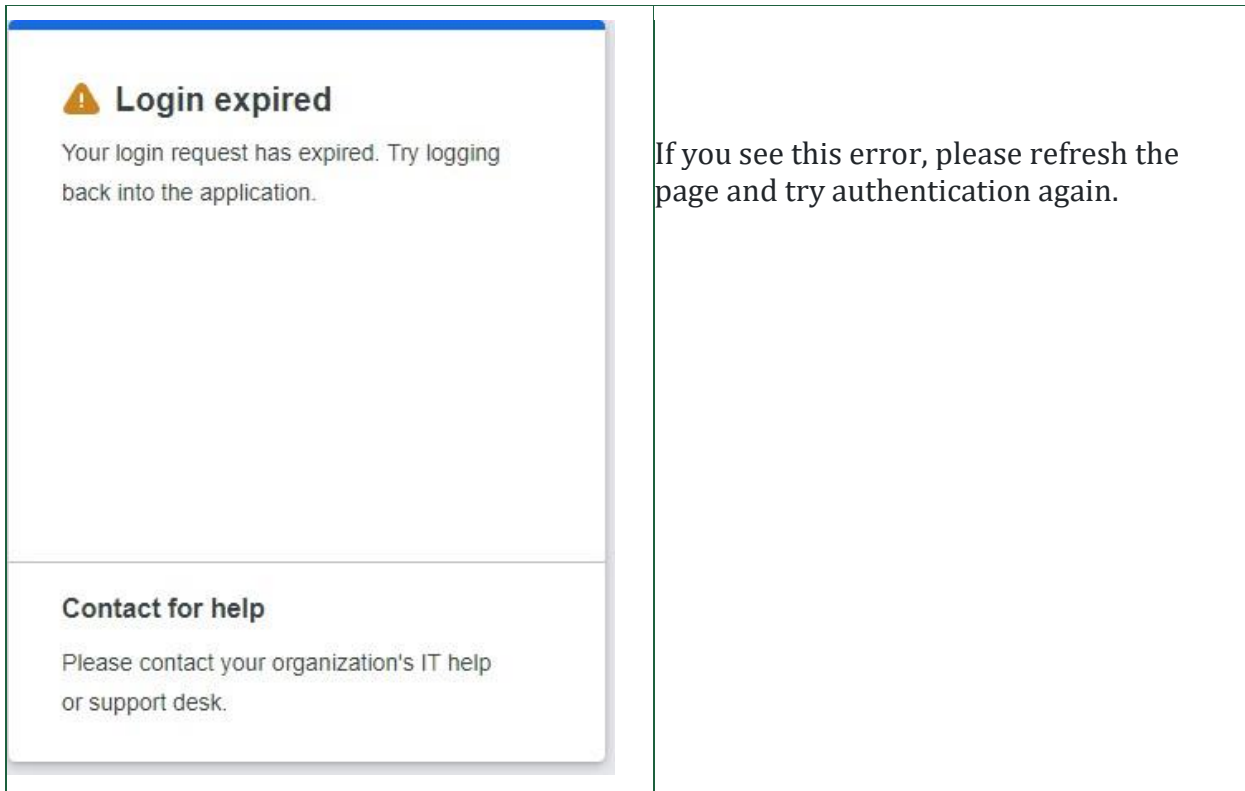 Login expired
Your login request has expired. Try logging
back into the application.
Contact for help
Please contact your organization's IT help
or support desk.
If you see this error, please refresh the
page and try authentication again.